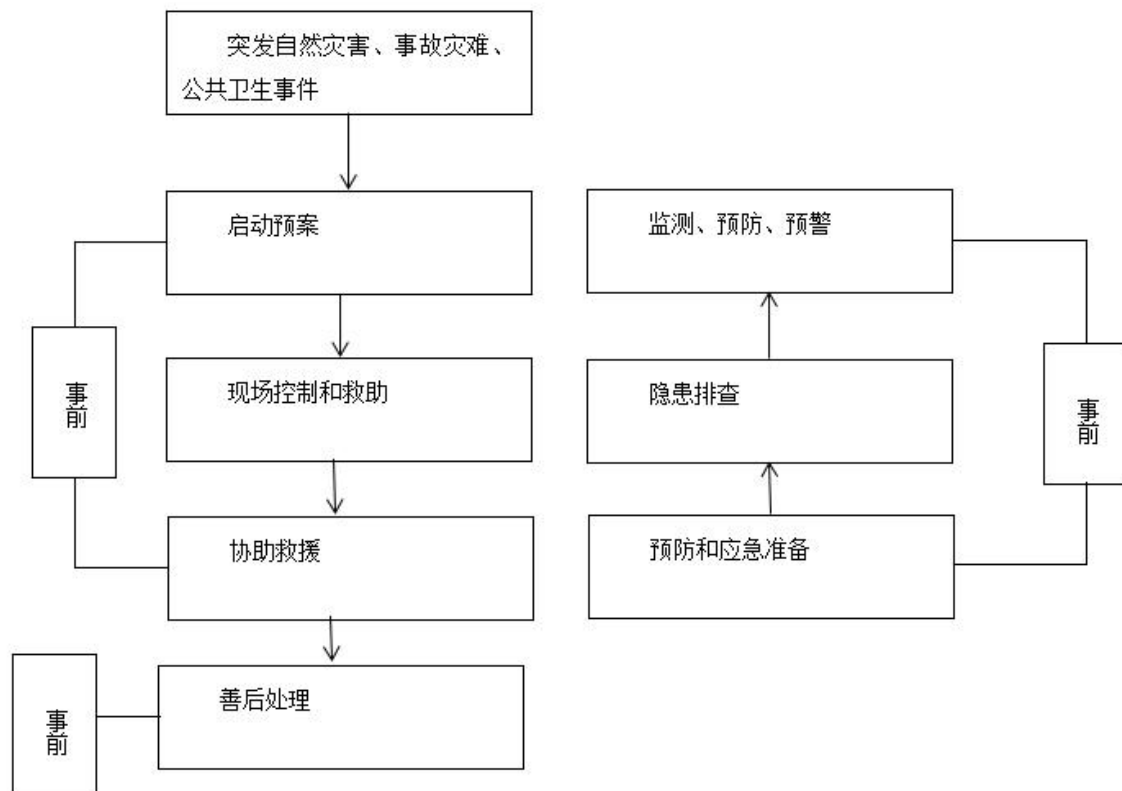 突发自然灾害、事故灾难、
公共卫生事件
启动预案
监测、预防、预警
事前
现场控制和救助
隐患排查
事前
协助救援
预防和应急准备
善后处理
事前